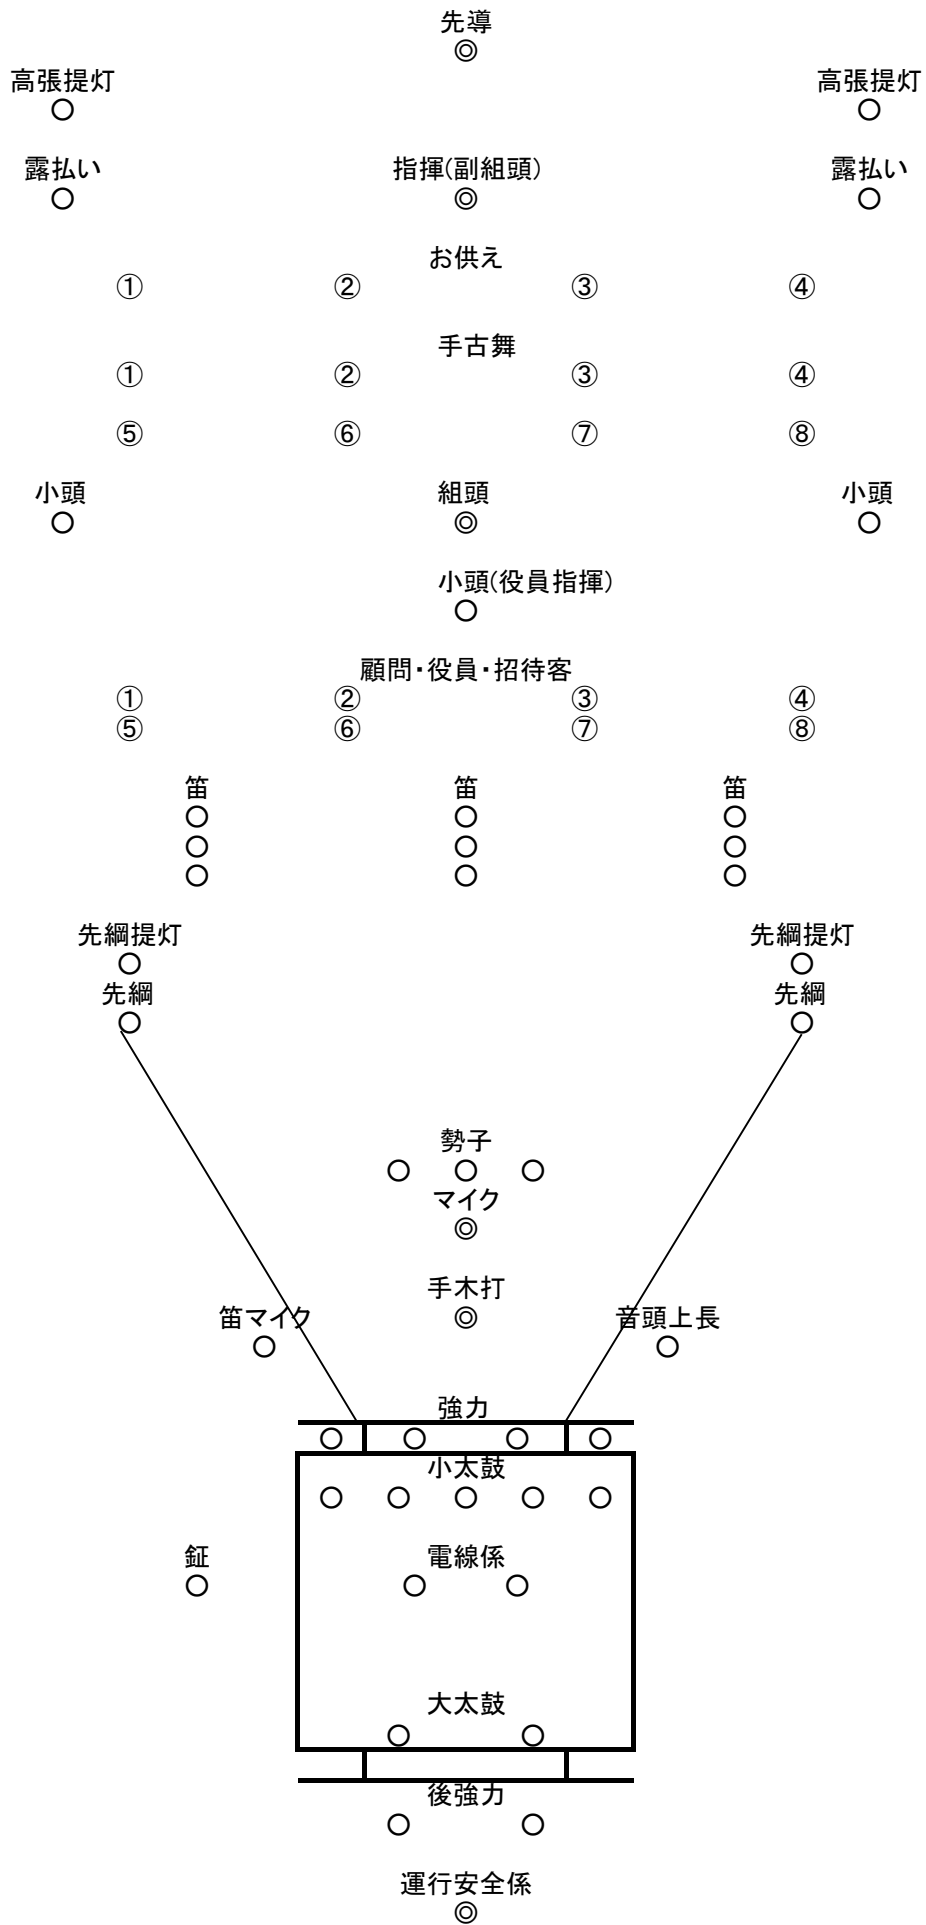 先導
◎
高張提灯 高張提灯
○ ○
露払い 指揮(副組頭) 露払い
○ ◎ ○
お供え
① ② ③ ④
手古舞
① ② ③ ④
⑤ ⑥ ⑦ ⑧
小頭 組頭 小頭
○ ◎ ○
小頭(役員指揮)
○
顧問・役員・招待客
① ② ③ ④
⑤ ⑥ ⑦ ⑧
笛 笛 笛
○ ○ ○
○ ○ ○
○ ○ ○
先綱提灯 先綱提灯
○ ○
先綱 先綱
○ ○
勢子
○ ○ ○
マイク
◎
手木打
◎
笛マイク 音頭上長
○ ○
強力
○ ○ ○ ○
小太鼓
○ ○ ○ ○ ○
鉦 電線係
○ ○ ○
大太鼓
○ ○
後強力
○ ○
運行安全係
◎